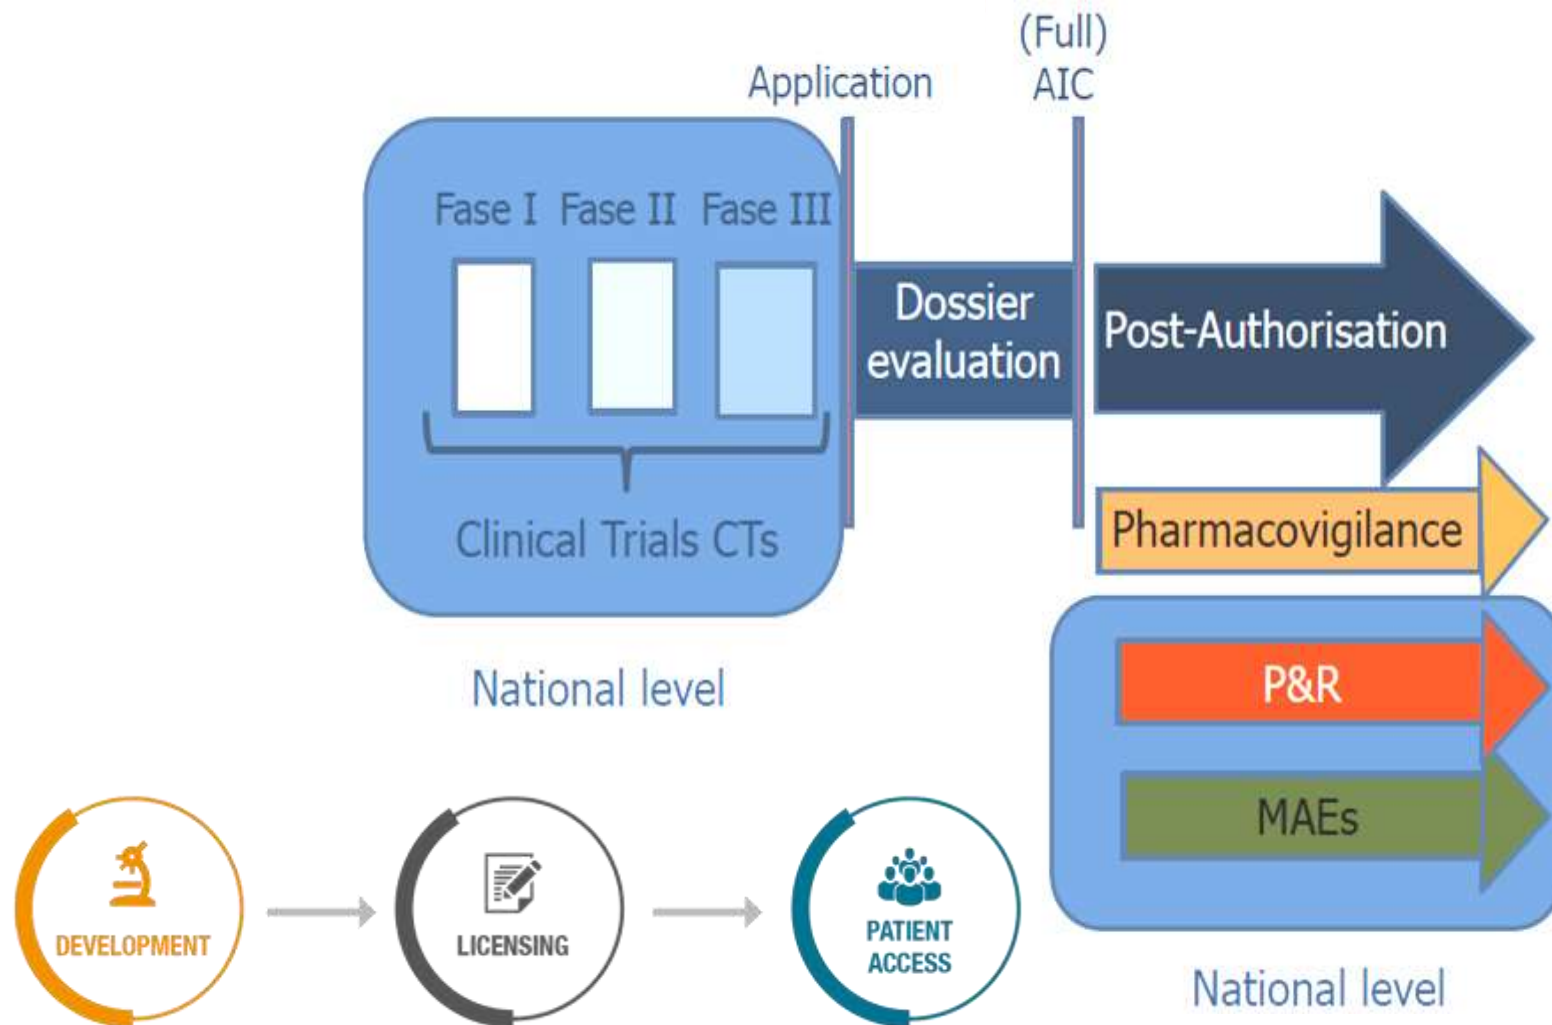 (Full)
Application AIC
Fase I Fase II Fase III
Dossier
evaluation
Post-Authorisation
Clinical Trials CTs
Pharmacovigilance
National level
P&R
MAEs
DEVELOPMENT
LICENSING
PATIENT
ACCESS
National level